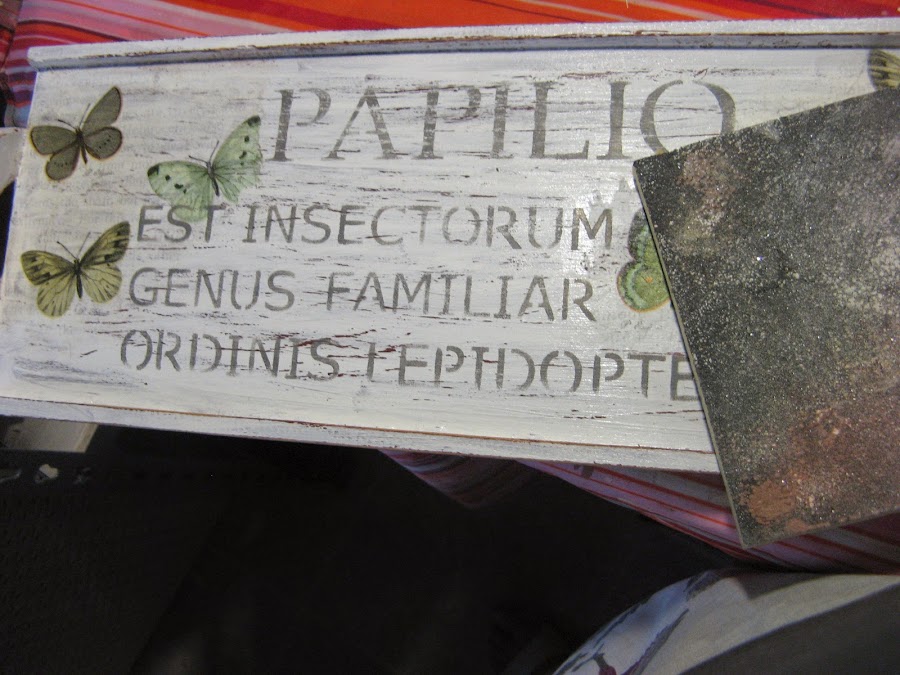 PAPILIO
EST INSECTORUM
GENUS FAMILIAR
ORDINIS LEPIDOPTE